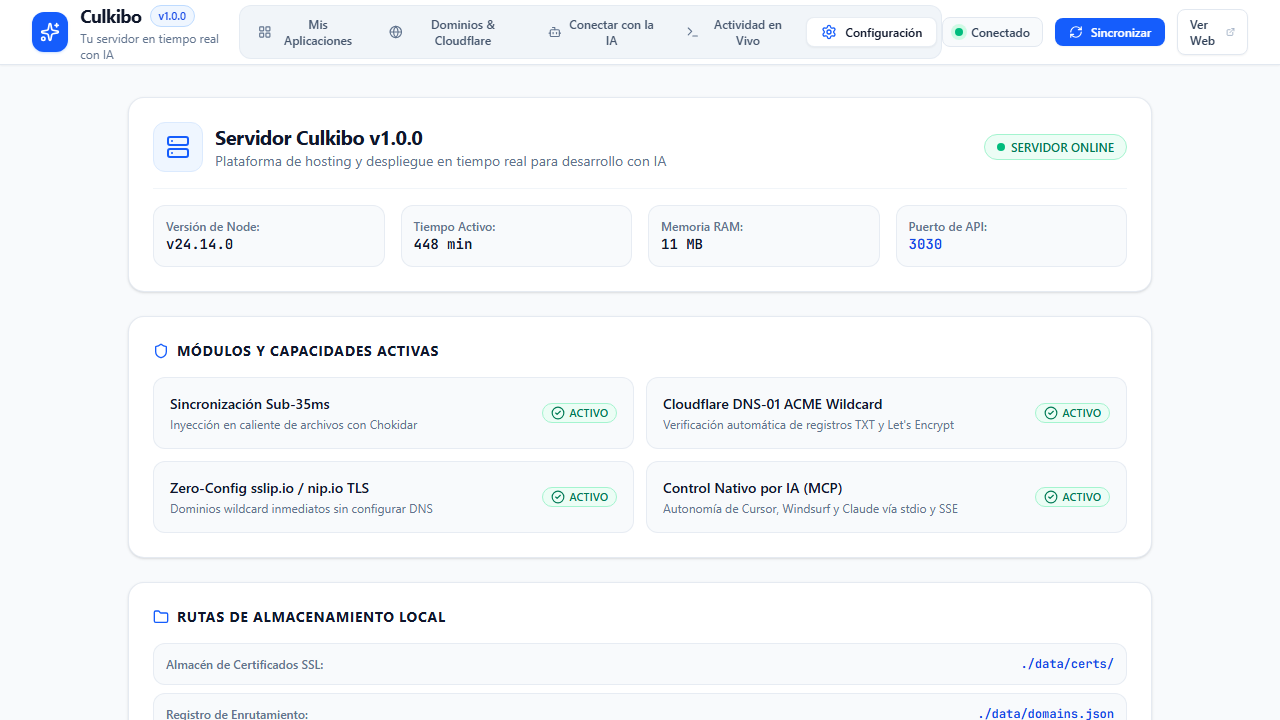 Culkibo v1.0.0
Tu servidor en tiempo real
con IA
Mis
Aplicaciones
Dominios &
Cloudflare
Conectar con la
IA
Actividad en
Vivo
Configuración
Conectado
Sincronizar
Ver
Web
Servidor Culkibo v1.0.0
Plataforma de hosting y despliegue en tiempo real para desarrollo con IA
SERVIDOR ONLINE
Versión de Node:
v24.14.0
Tiempo Activo:
448 min
Memoria RAM:
11 MB
Puerto de API:
3030
MÓDULOS Y CAPACIDADES ACTIVAS
Sincronización Sub-35ms
Inyección en caliente de archivos con Chokidar
ACTIVO
Cloudflare DNS-01 ACME Wildcard
Verificación automática de registros TXT y Let's Encrypt
ACTIVO
Zero-Config sslip.io / nip.io TLS
Dominios wildcard inmediatos sin configurar DNS
ACTIVO
Control Nativo por IA (MCP)
Autonomía de Cursor, Windsurf y Claude vía stdio y SSE
ACTIVO
RUTAS DE ALMACENAMIENTO LOCAL
Almacén de Certificados SSL:
./data/certs/
Registro de Enrutamiento:
./data/domains.json